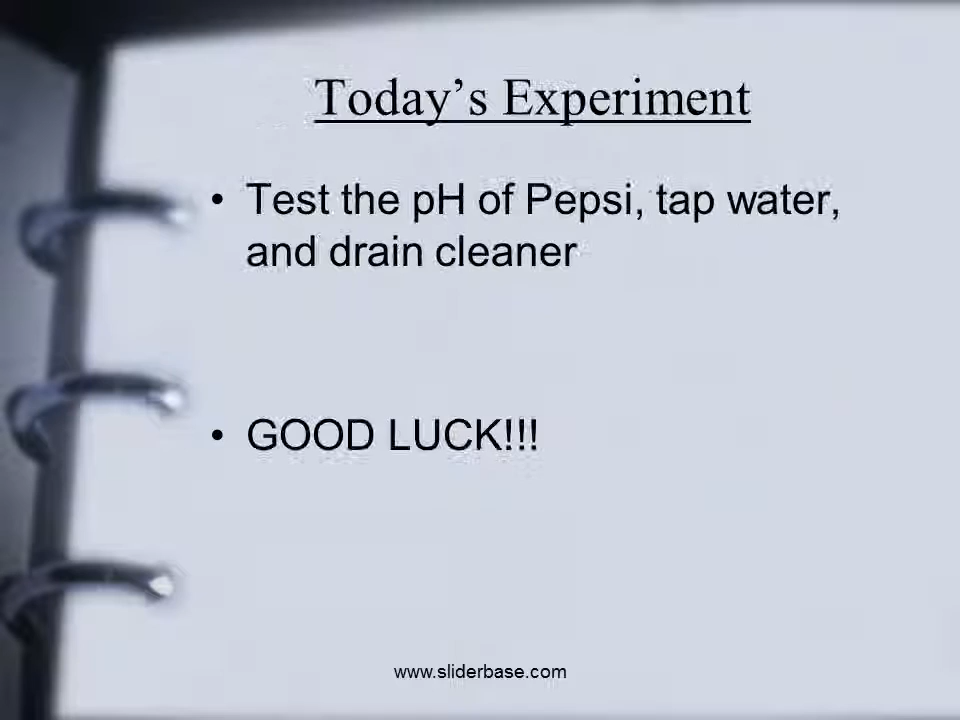 Today’s Experiment
• Test the pH of Pepsi, tap water,
and drain cleaner
• GOOD LUCK!!!
www.sliderbase.com